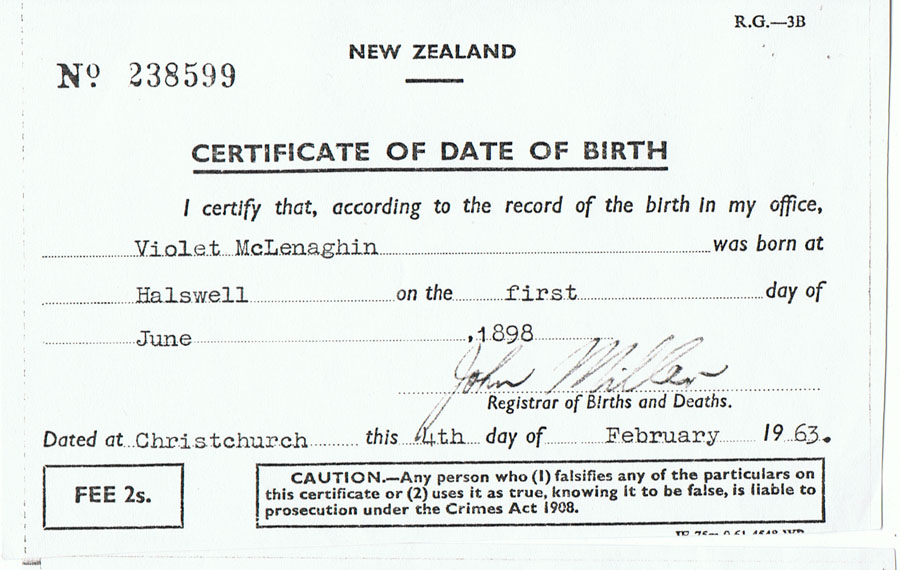 R.G.—3B
NEW ZEALAND
Nº 238599
CERTIFICATE OF DATE OF BIRTH
I certify that, according to the record of the birth in my office,
Violet McLenaghin was born at
Halswell on the first day of
June ,1898
John Miller
Registrar of Births and Deaths.
Dated at Christchurch this 4th day of February 19 63.
FEE 2s.
CAUTION.—Any person who (1) falsifies any of the particulars on
this certificate or (2) uses it as true, knowing it to be false, is liable to
prosecution under the Crimes Act 1908.